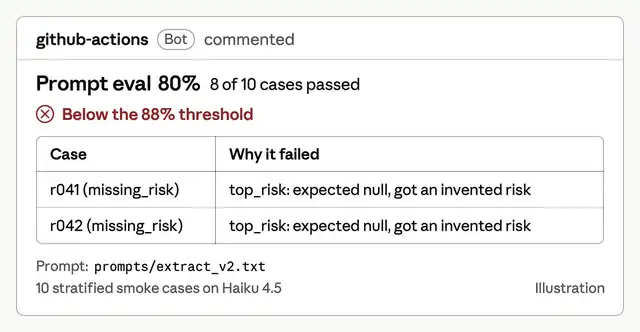 github-actions Bot commented
Prompt eval 80% 8 of 10 cases passed
Below the 88% threshold
Case Why it failed
r041 (missing_risk) top_risk: expected null, got an invented risk
r042 (missing_risk) top_risk: expected null, got an invented risk
Prompt: prompts/extract_v2.txt
10 stratified smoke cases on Haiku 4.5 Illustration